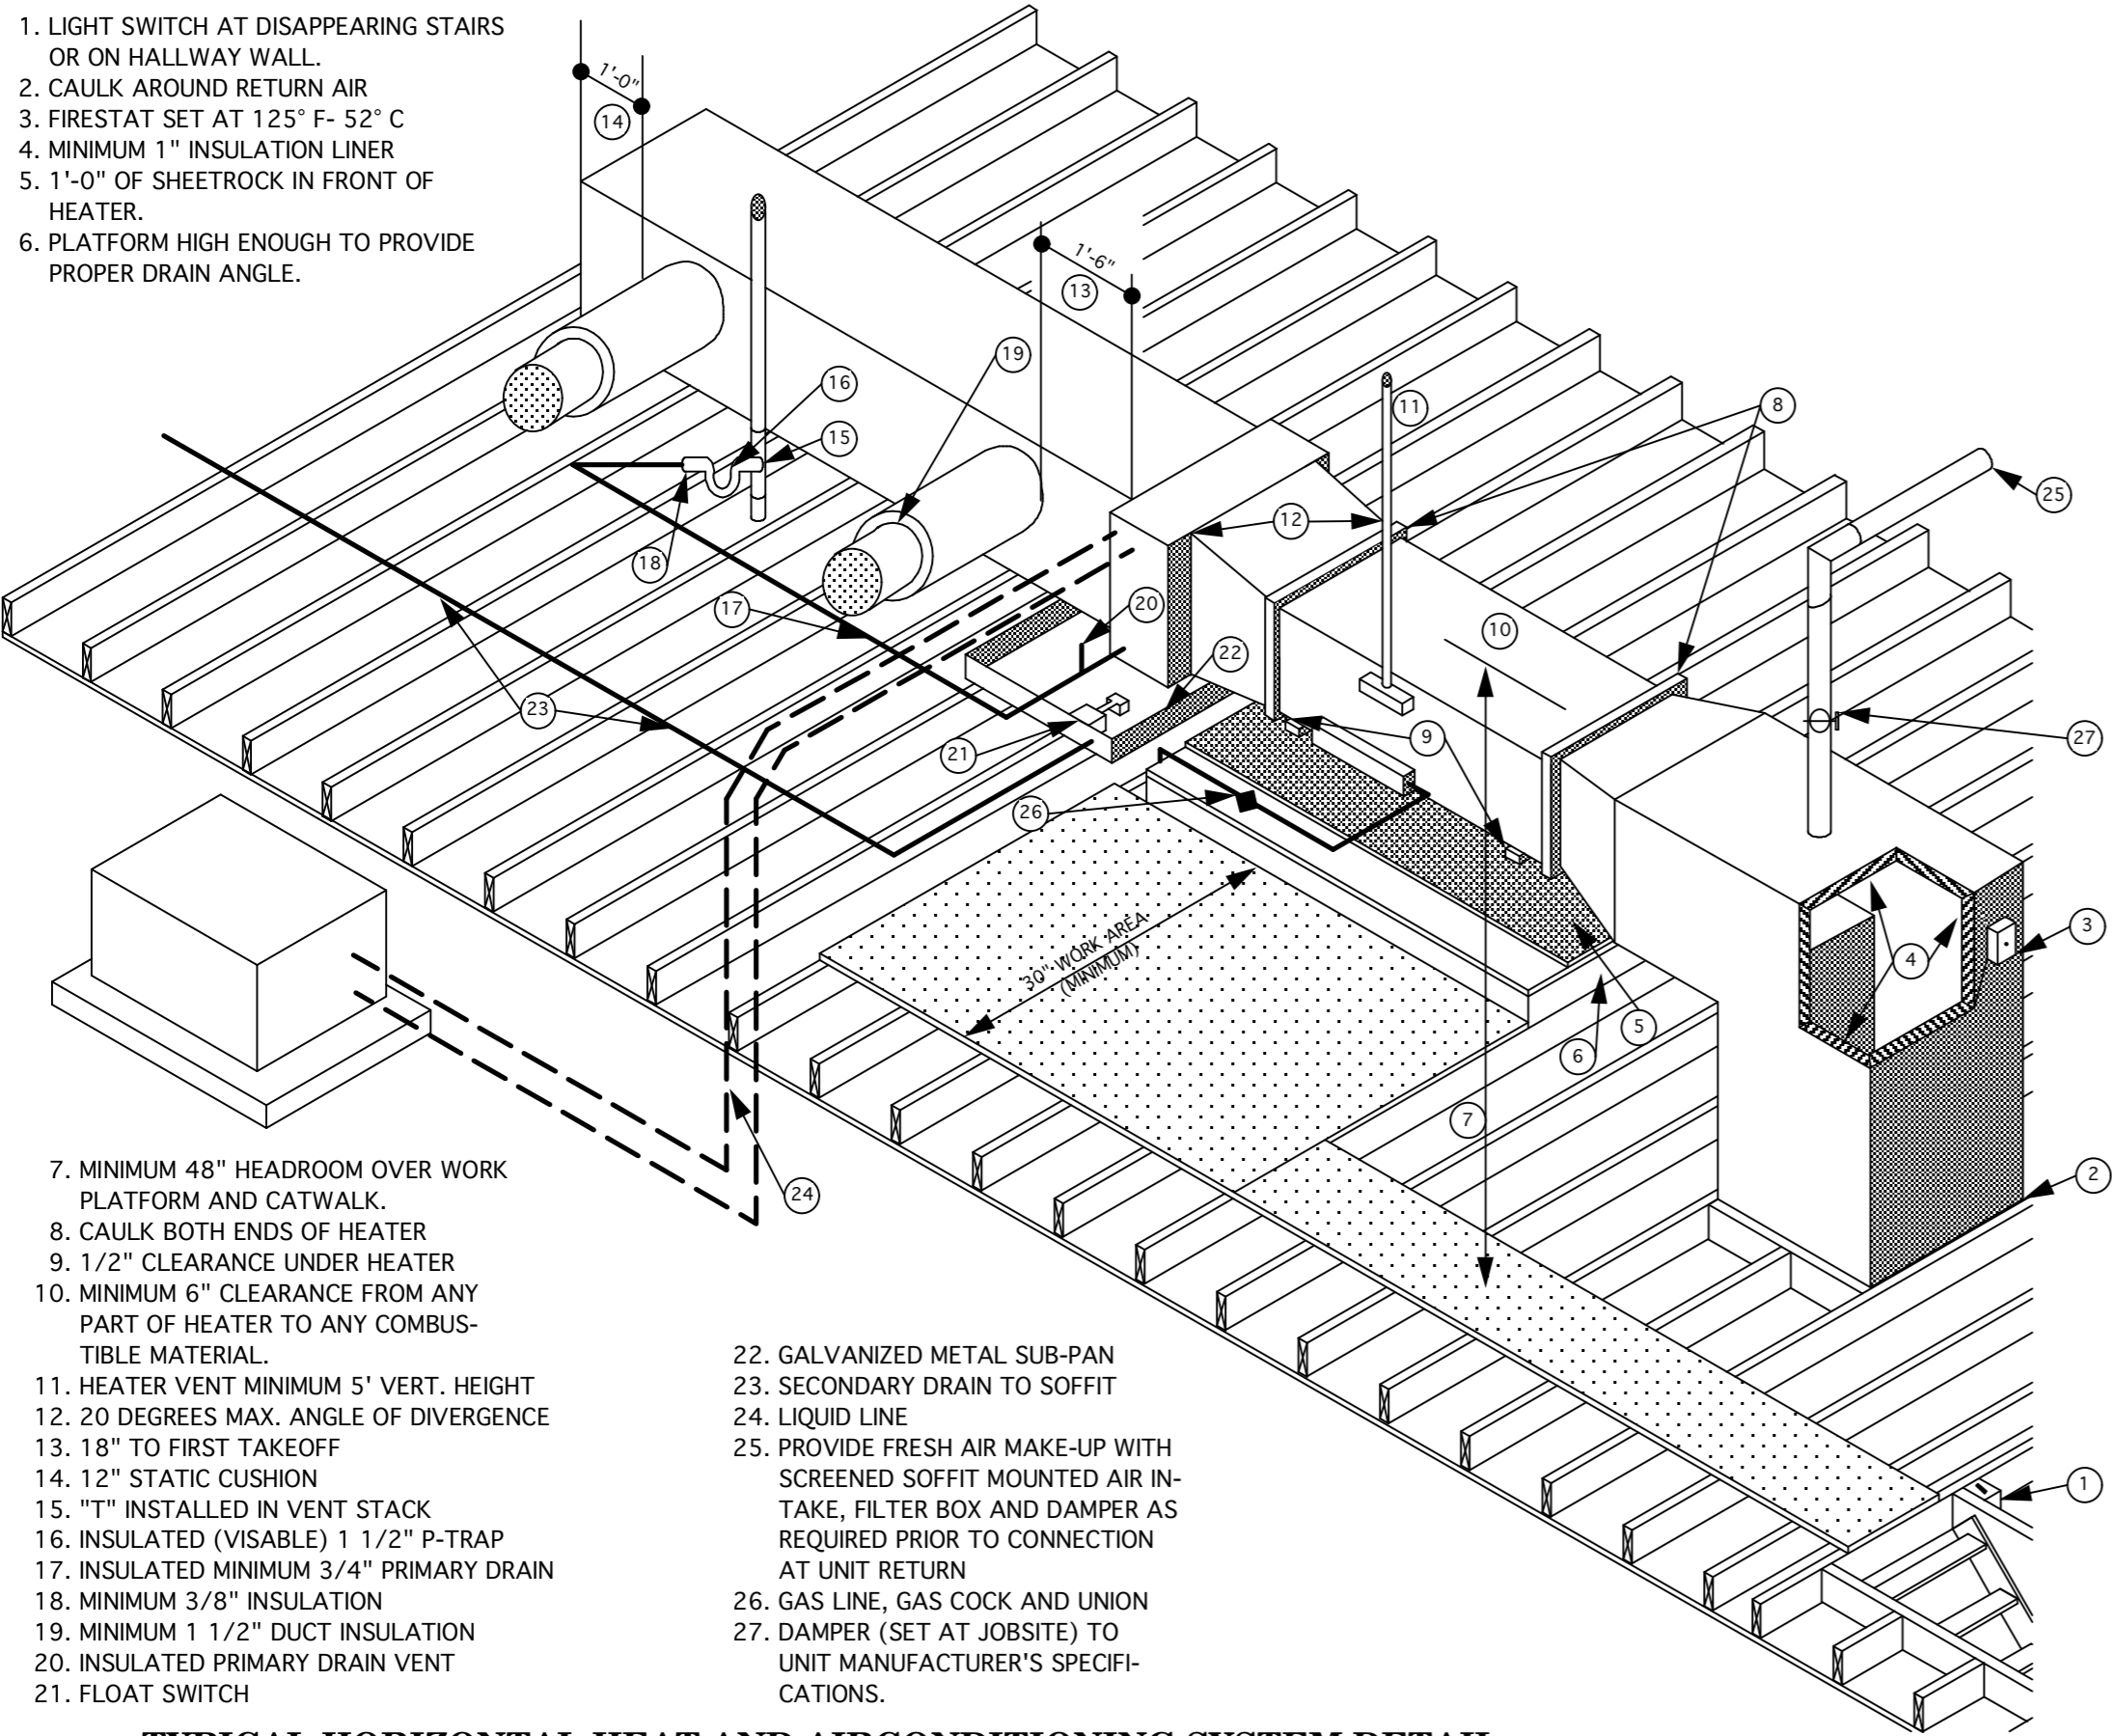 1. LIGHT SWITCH AT DISAPPEARING STAIRS
OR ON HALLWAY WALL.
2. CAULK AROUND RETURN AIR
3. FIRESTAT SET AT 125° F- 52° C
4. MINIMUM 1" INSULATION LINER
5. 1'-0" OF SHEETROCK IN FRONT OF
HEATER.
6. PLATFORM HIGH ENOUGH TO PROVIDE
PROPER DRAIN ANGLE.
1'-0"
14
1'-6"
13
19
16
15
11
8
25
12
18
17
20
10
22
23
9
21
27
26
30" WORK AREA
(MINIMUM)
3
4
5
6
7
2
24
1
7. MINIMUM 48" HEADROOM OVER WORK
PLATFORM AND CATWALK.
8. CAULK BOTH ENDS OF HEATER
9. 1/2" CLEARANCE UNDER HEATER
10. MINIMUM 6" CLEARANCE FROM ANY
PART OF HEATER TO ANY COMBUS-
TIBLE MATERIAL.
11. HEATER VENT MINIMUM 5' VERT. HEIGHT
12. 20 DEGREES MAX. ANGLE OF DIVERGENCE
13. 18" TO FIRST TAKEOFF
14. 12" STATIC CUSHION
15. "T" INSTALLED IN VENT STACK
16. INSULATED (VISABLE) 1 1/2" P-TRAP
17. INSULATED MINIMUM 3/4" PRIMARY DRAIN
18. MINIMUM 3/8" INSULATION
19. MINIMUM 1 1/2" DUCT INSULATION
20. INSULATED PRIMARY DRAIN VENT
21. FLOAT SWITCH
22. GALVANIZED METAL SUB-PAN
23. SECONDARY DRAIN TO SOFFIT
24. LIQUID LINE
25. PROVIDE FRESH AIR MAKE-UP WITH
SCREENED SOFFIT MOUNTED AIR IN-
TAKE, FILTER BOX AND DAMPER AS
REQUIRED PRIOR TO CONNECTION
AT UNIT RETURN
26. GAS LINE, GAS COCK AND UNION
27. DAMPER (SET AT JOBSITE) TO
UNIT MANUFACTURER'S SPECIFI-
CATIONS.
TYPICAL HORIZONTAL HEAT AND AIRCONDITIONING SYSTEM DETAIL